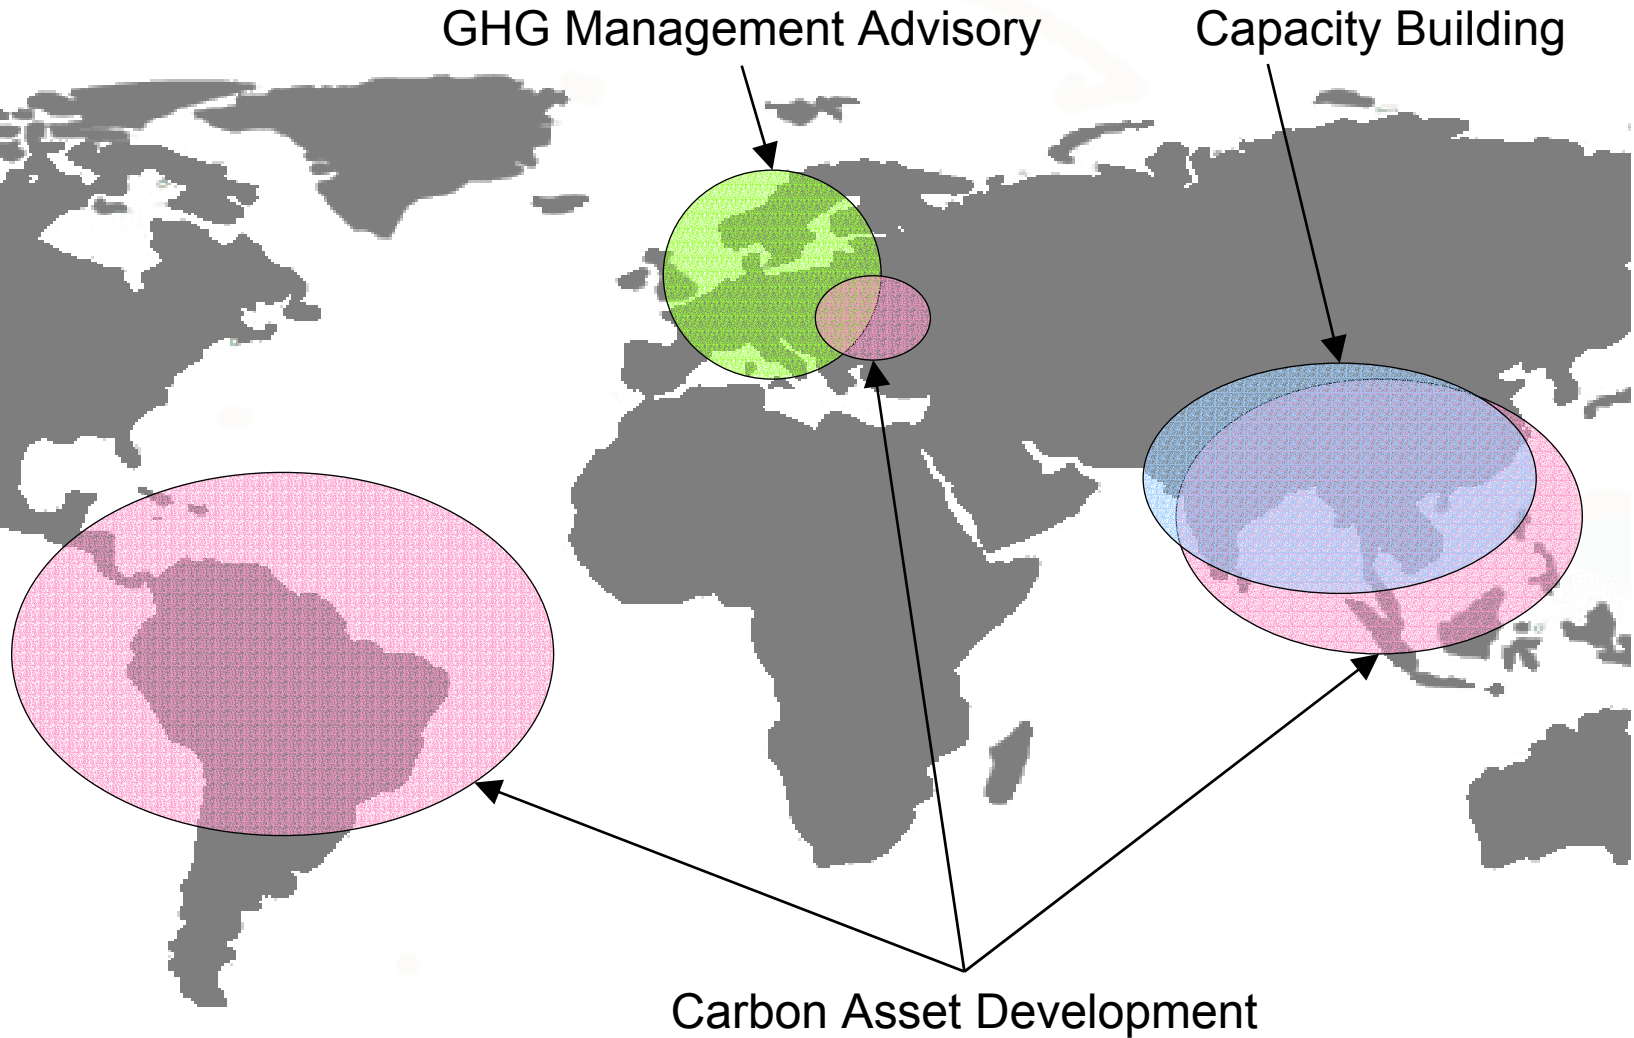 GHG Management Advisory
Capacity Building
Carbon Asset Development